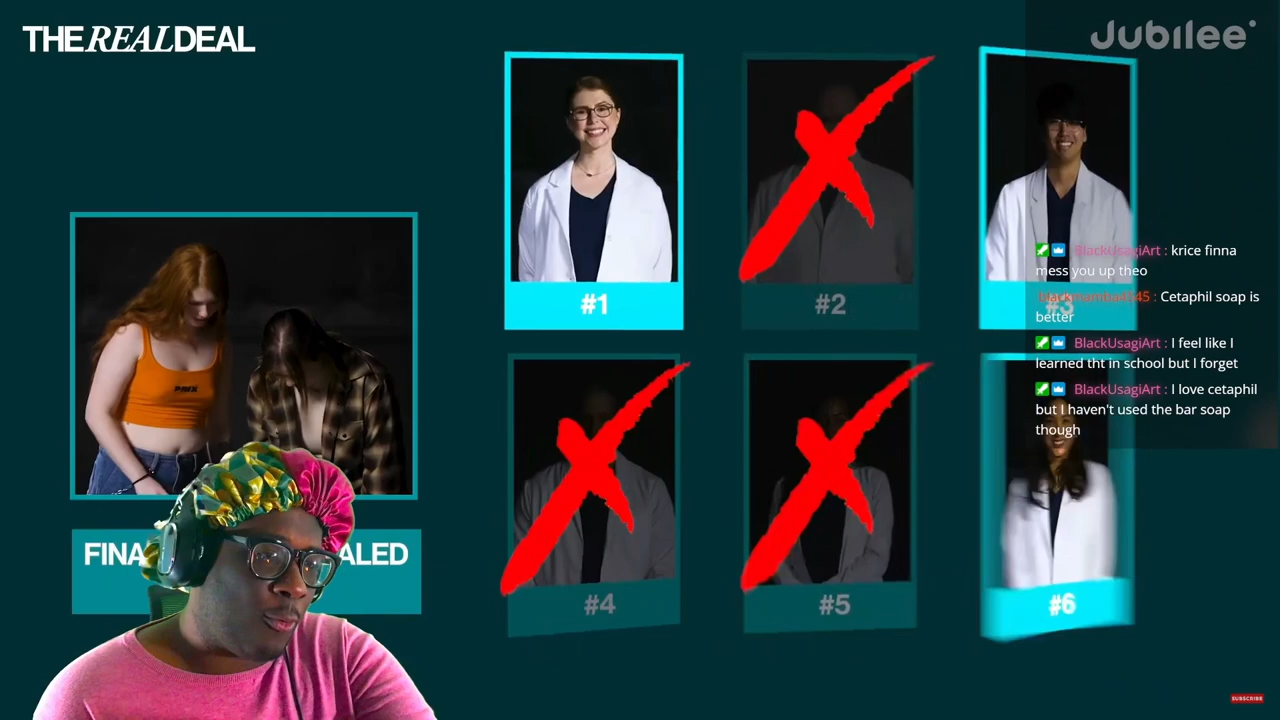 THE REAL DEAL
Jubilee
#1
#2
#3
BlackUsagiArt : krice finna
mess you up theo
: Cetaphil soap is
better
BlackUsagiArt : I feel like I
learned tht in school but I forget
BlackUsagiArt : I love cetaphil
but I haven't used the bar soap
though
FINA
ALED
#4
#5
#6
SUBSCRIBE